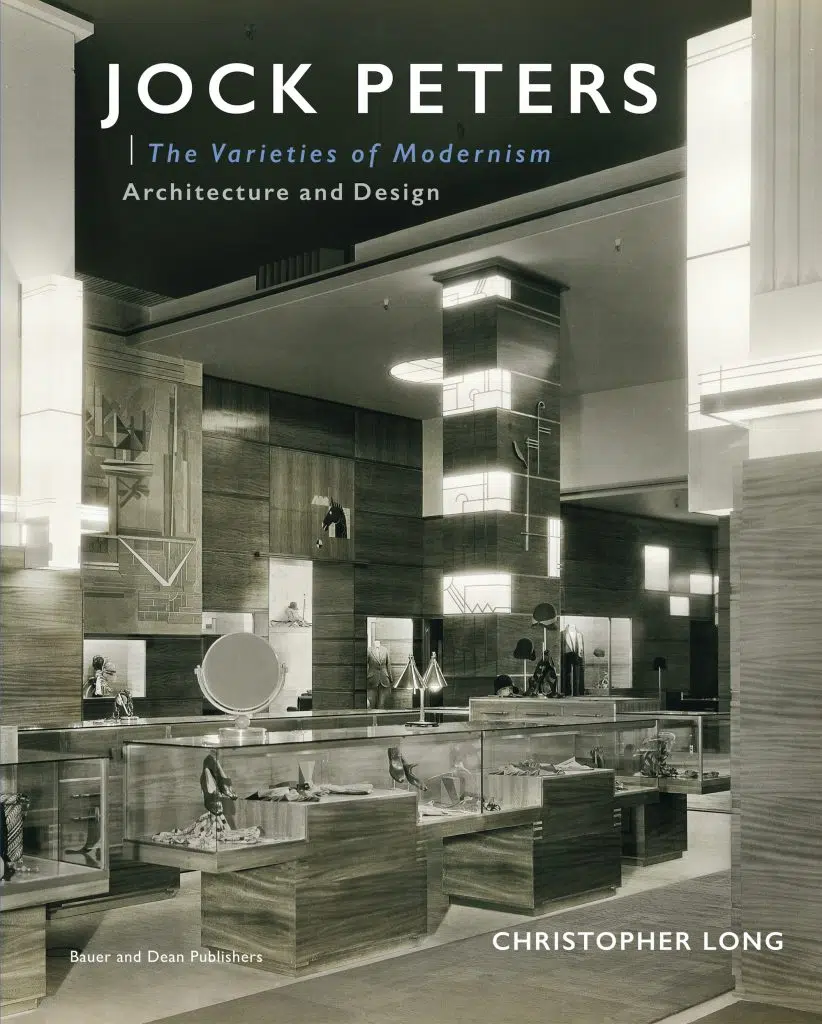 JOCK PETERS
The Varieties of Modernism
Architecture and Design
CHRISTOPHER LONG
Bauer and Dean Publishers